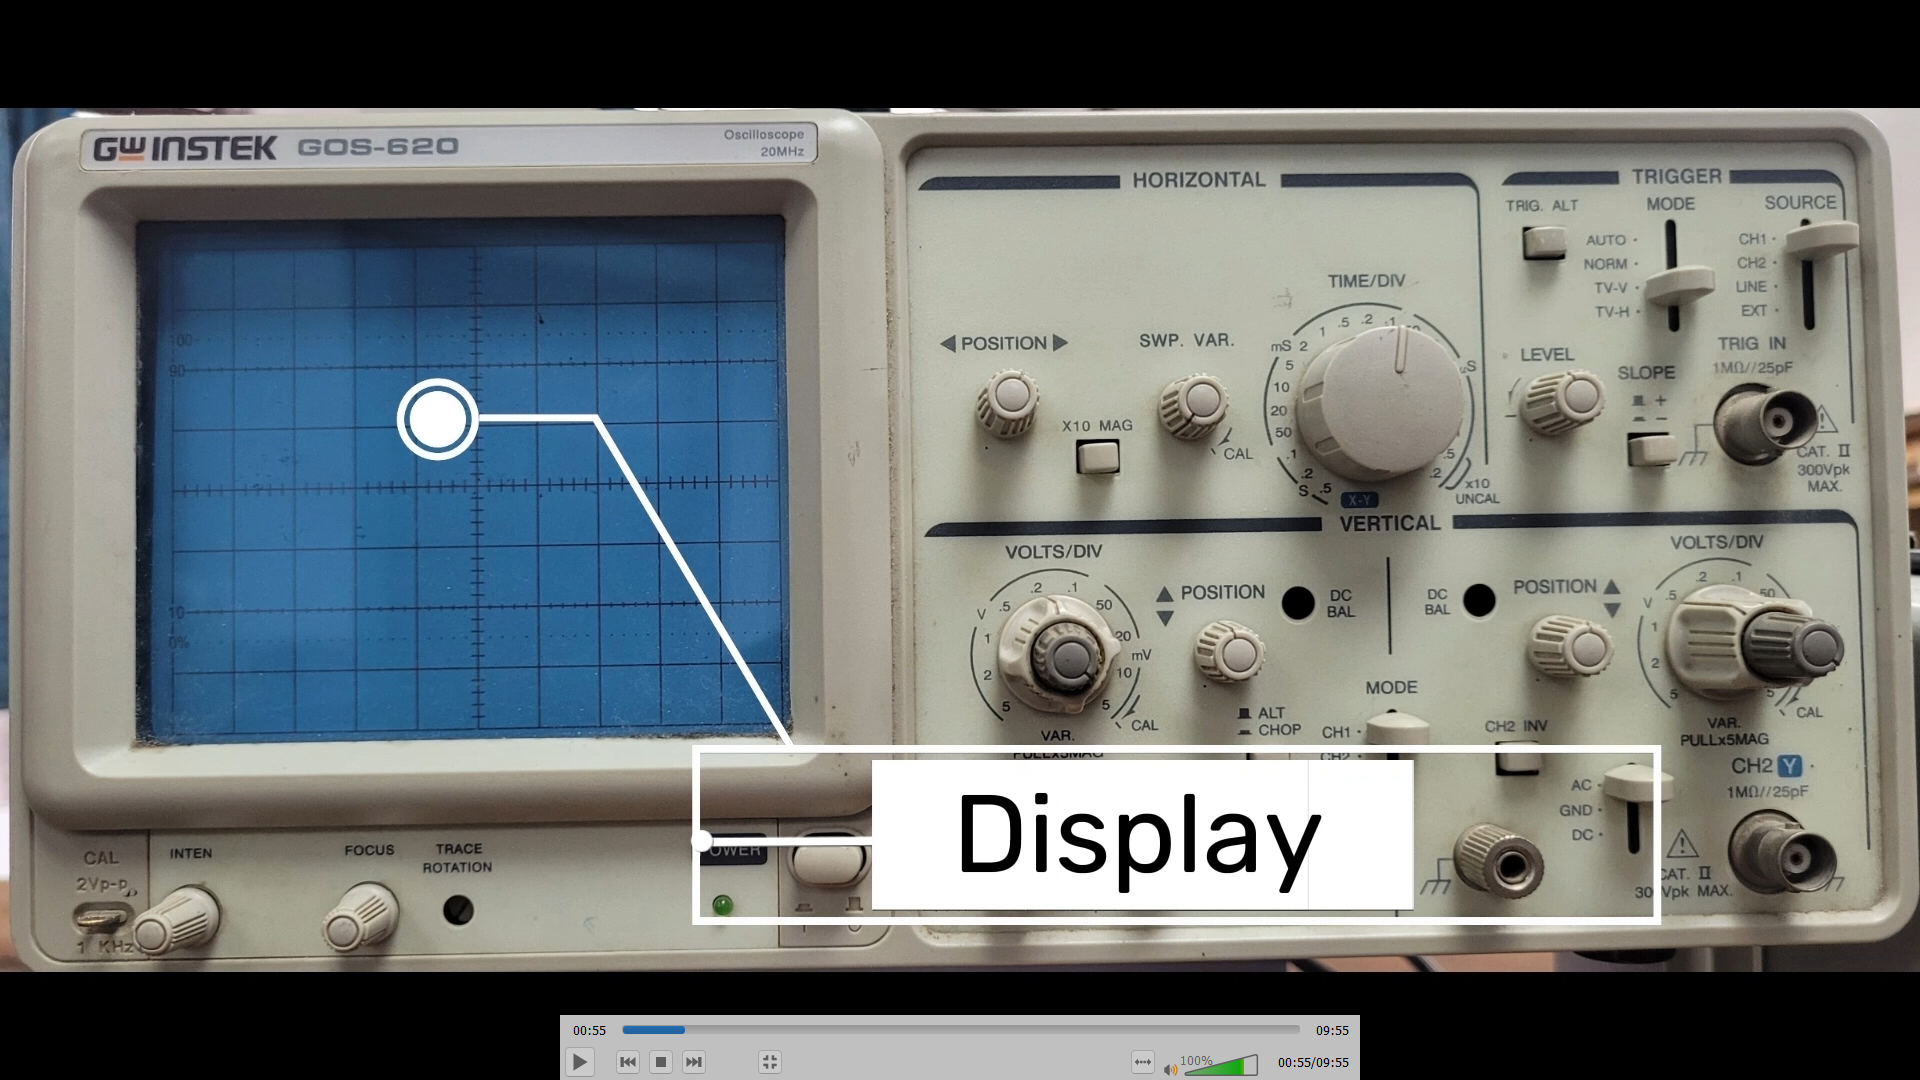 GWINSTEK GOS-620
Oscilloscope
20MHz
100
90
10
0%
HORIZONTAL
◀ POSITION ▶
SWP. VAR.
X10 MAG
CAL
TIME/DIV
mS 2 1 .5 .2 .1
5
10
20
50
.1
.2
S .5
X-Y
µS
.5
.2
x10
UNCAL
TRIGGER
TRIG. ALT
MODE
SOURCE
AUTO
NORM
TV-V
TV-H
CH1
CH2
LINE
EXT
LEVEL
SLOPE
+
−
TRIG IN
1MΩ//25pF
CAT. II
300Vpk
MAX.
VERTICAL
VOLTS/DIV
V .5 .2 .1 50
1
2
5
20
mV
10
5
CAL
VAR.
PULLx5MAG
▲ POSITION
▼
DC
BAL
ALT
CHOP
MODE
CH1
CH2
DC
BAL
POSITION ▲
▼
CH2 INV
VOLTS/DIV
V .5 .2 .1 50
1
2
5
5
CAL
VAR.
PULLx5MAG
CH2 Y
1MΩ//25pF
AC
GND
DC
CAT. II
300Vpk MAX.
Display
CAL
2Vp-p
1 KHz
INTEN
FOCUS
TRACE
ROTATION
POWER
00:55
09:55
100%
00:55/09:55